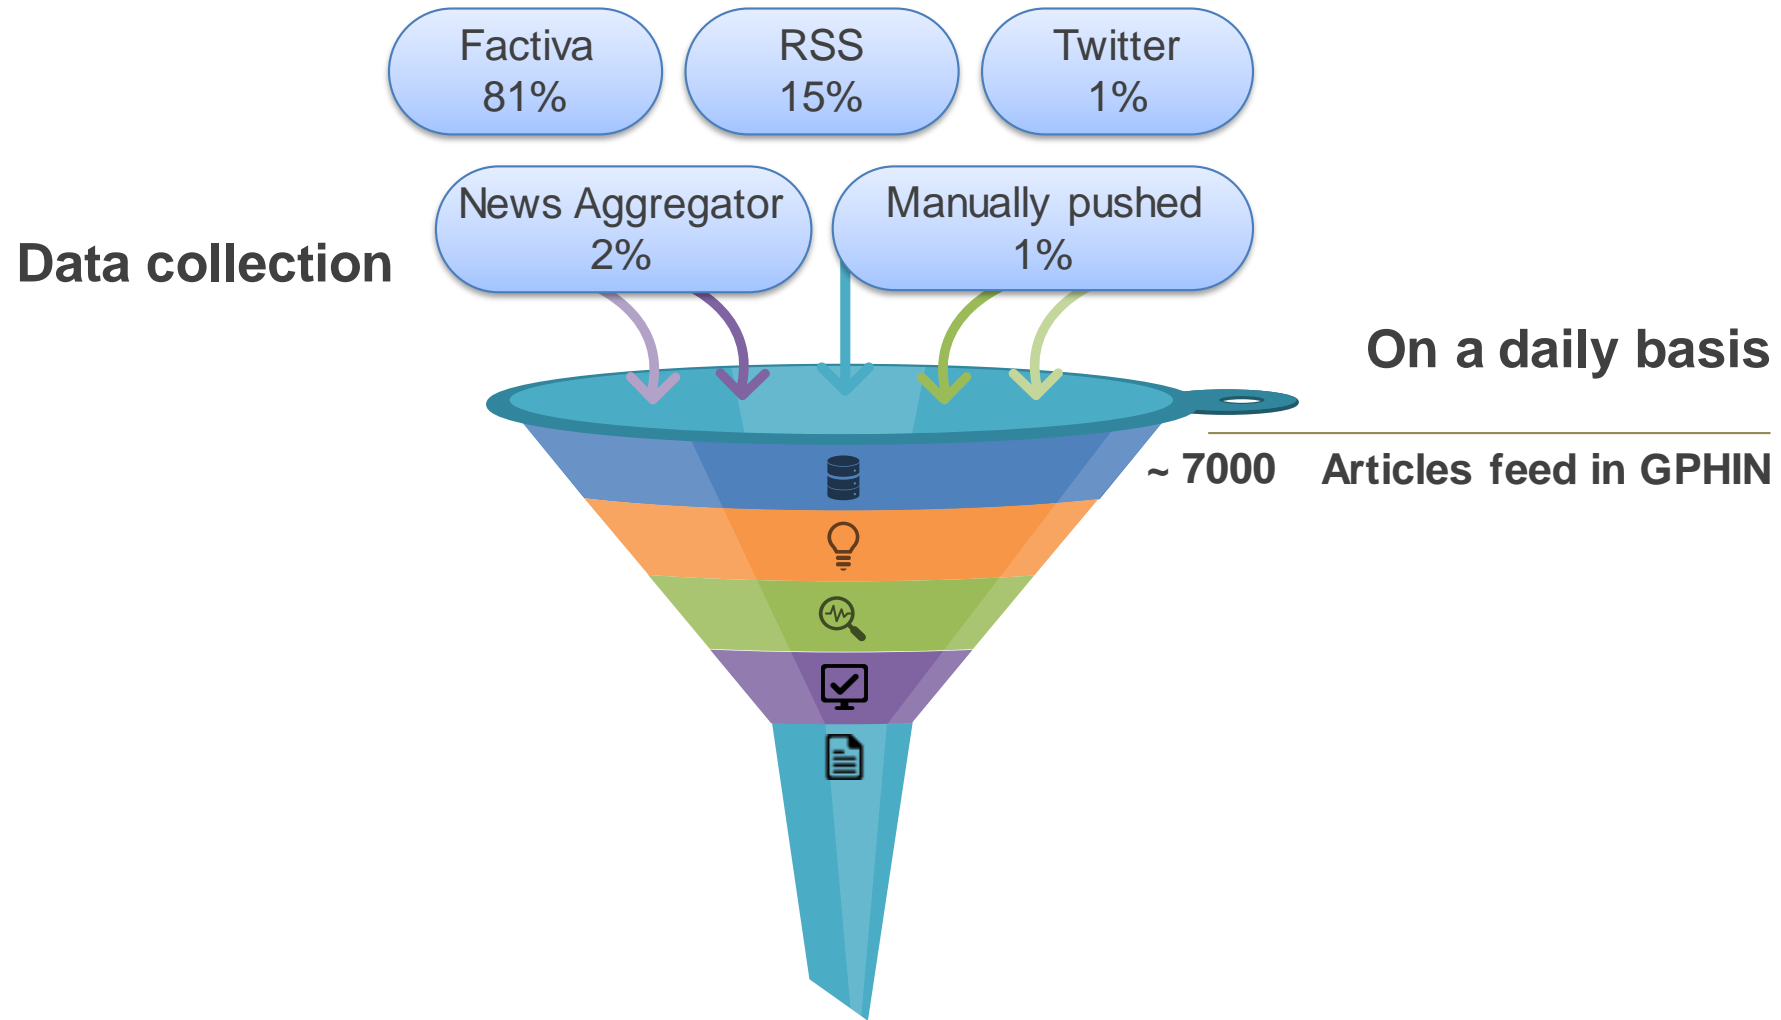 Factiva
81%
RSS
15%
Twitter
1%
News Aggregator
2%
Manually pushed
1%
Data collection
On a daily basis
~ 7000 Articles feed in GPHIN